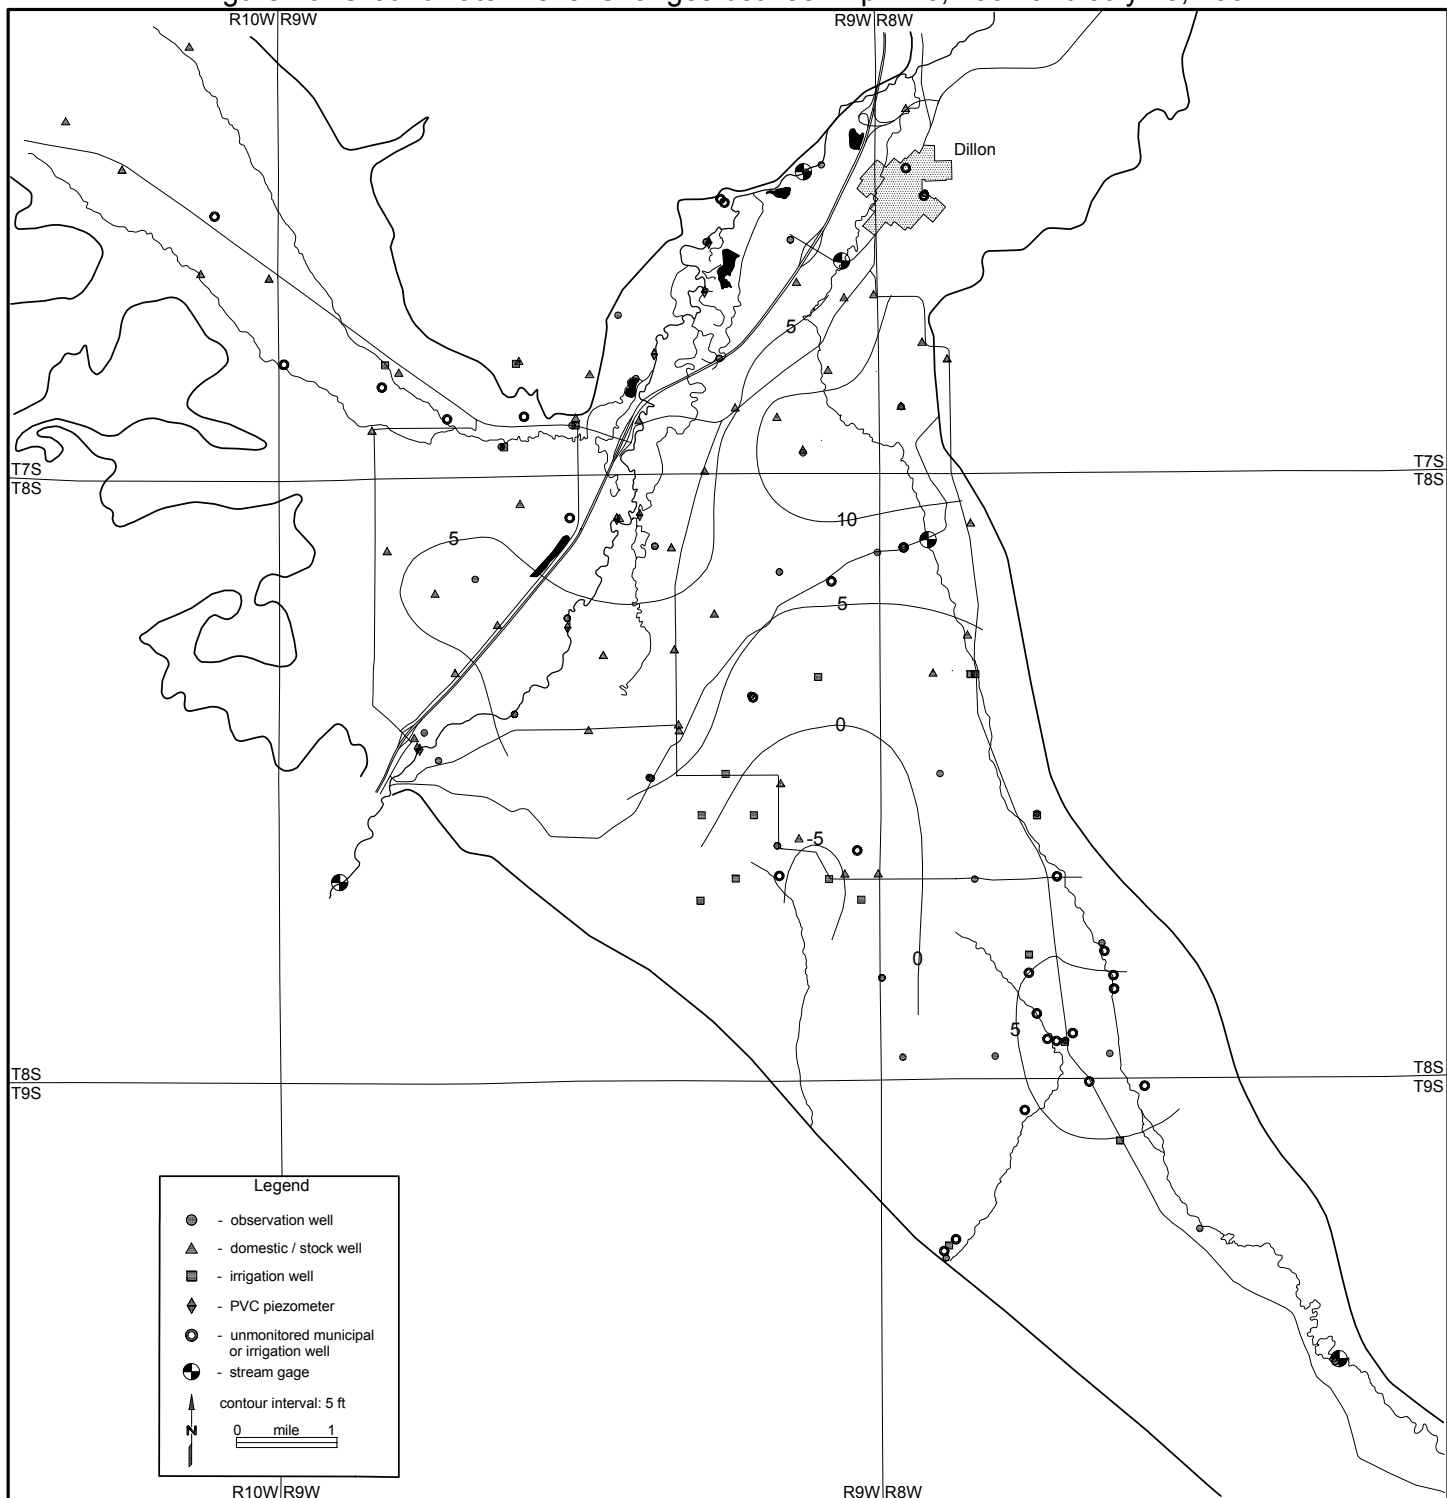 R10W R9W
R9W R8W
Dillon
5
T7S
T7S
T8S
T8S
10
5
5
0
-5
0
5
T8S
T8S
T9S
T9S
Legend
- observation well
- domestic / stock well
- irrigation well
- PVC piezometer
- unmonitored municipal
or irrigation well
- stream gage
contour interval: 5 ft
N
0 mile 1
R10W R9W
R9W R8W